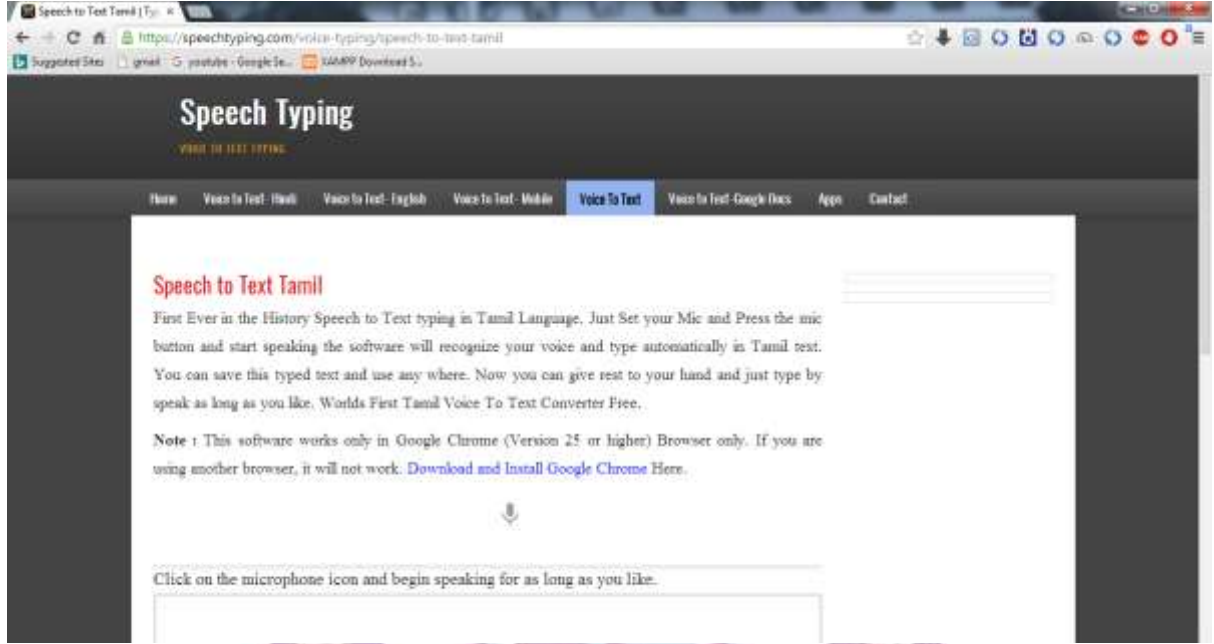 Speech to Text Tamil | Ty
https://speechtyping.com/voice-typing/speech-to-text-tamil
Suggested Sites gmail youtube - Google Se... XAMPP Download S...
Speech Typing
VOICE TO TEXT TYPING
Home Voice to Text- Hindi Voice to Text- English Voice to Text- Mobile Voice To Text Voice to Text-Google Docs Apps Contact
Speech to Text Tamil
First Ever in the History Speech to Text typing in Tamil Language. Just Set your Mic and Press the mic
button and start speaking the software will recognize your voice and type automatically in Tamil text.
You can save this typed text and use any where. Now you can give rest to your hand and just type by
speak as long as you like. Worlds First Tamil Voice To Text Converter Free.
Note : This software works only in Google Chrome (Version 25 or higher) Browser only. If you are
using another browser, it will not work. Download and Install Google Chrome Here.
Click on the microphone icon and begin speaking for as long as you like.